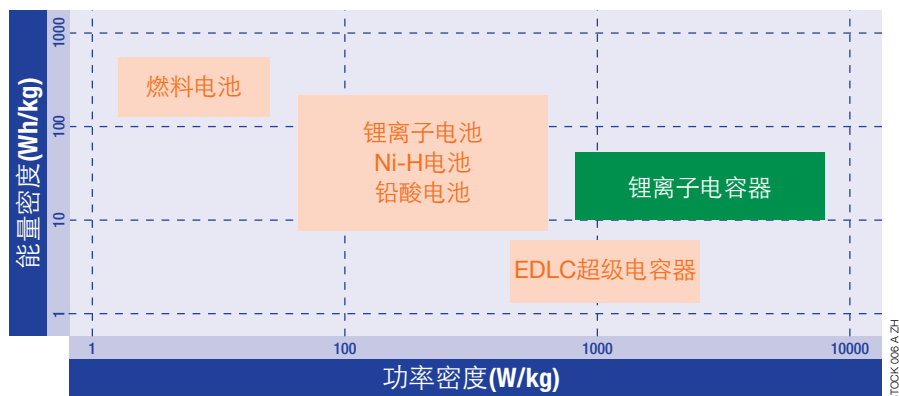 能量密度(Wh/kg)
1000
100
10
1
燃料电池
锂离子电池
Ni-H电池
铅酸电池
锂离子电容器
EDLC超级电容器
1
100
1000
10000
功率密度(W/kg)
TOCK 006 A ZH